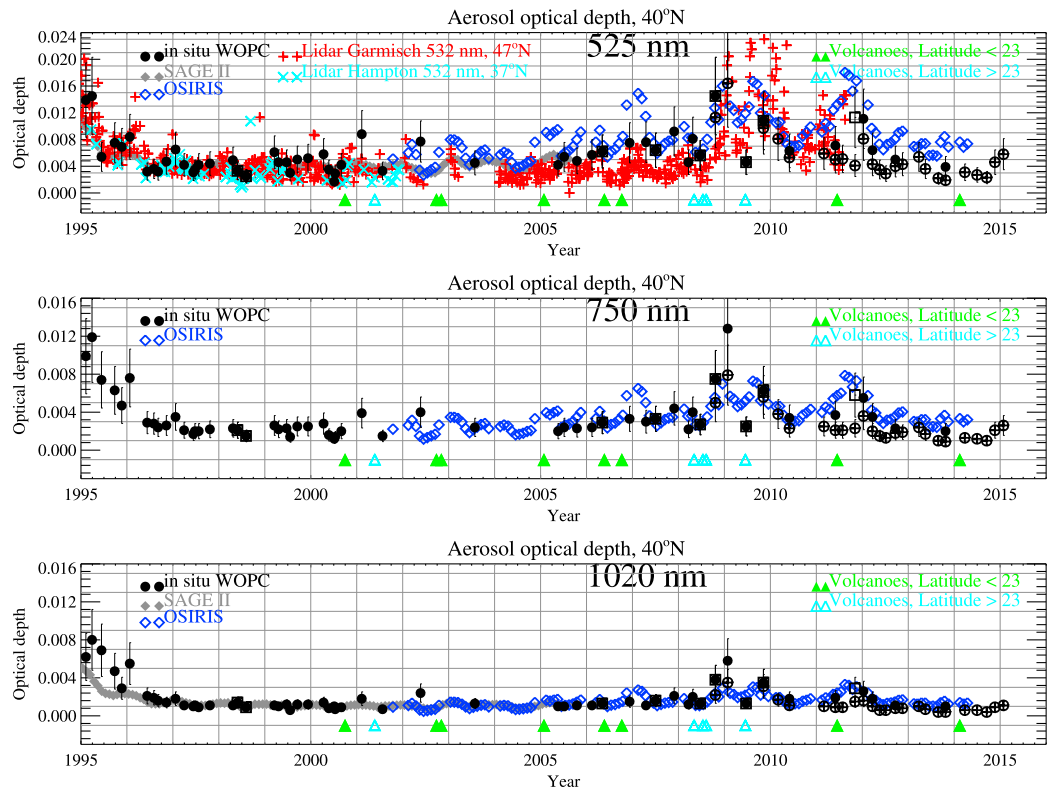 Aerosol optical depth, 40ºN
525 nm
in situ WOPC
SAGE II
OSIRIS
Lidar Garmisch 532 nm, 47ºN
Lidar Hampton 532 nm, 37ºN
Volcanoes, Latitude < 23
Volcanoes, Latitude > 23
Optical depth
0.024
0.020
0.016
0.012
0.008
0.004
0.000
1995 2000 2005 2010 2015
Year
Aerosol optical depth, 40ºN
750 nm
in situ WOPC
OSIRIS
Volcanoes, Latitude < 23
Volcanoes, Latitude > 23
Optical depth
0.016
0.012
0.008
0.004
0.000
1995 2000 2005 2010 2015
Year
Aerosol optical depth, 40ºN
1020 nm
in situ WOPC
SAGE II
OSIRIS
Volcanoes, Latitude < 23
Volcanoes, Latitude > 23
Optical depth
0.016
0.012
0.008
0.004
0.000
1995 2000 2005 2010 2015
Year